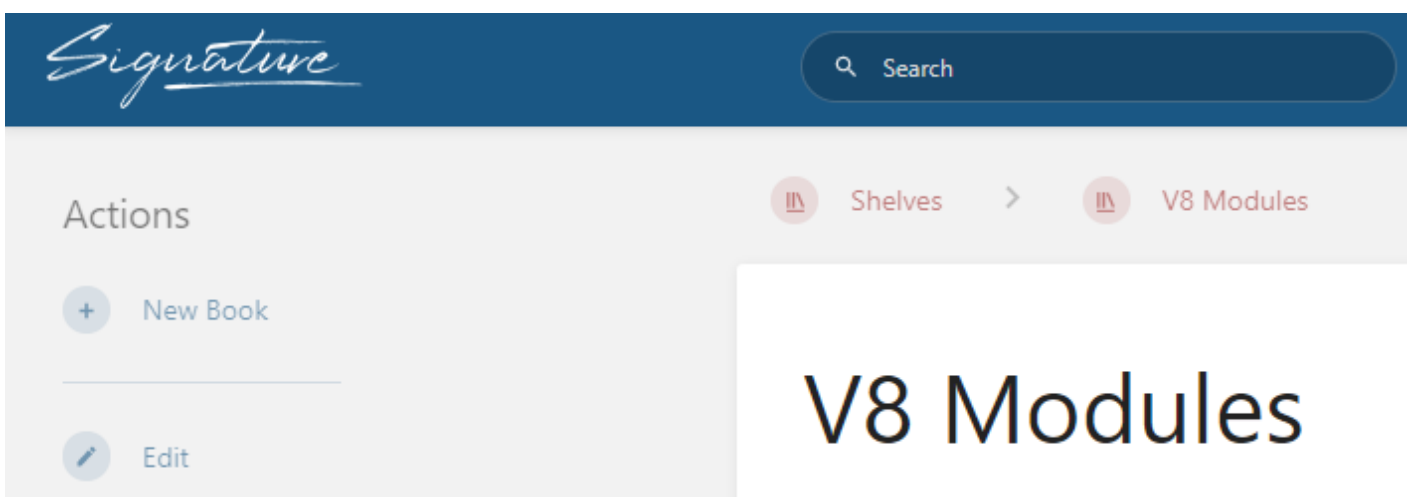 Signature
Search
Shelves > V8 Modules
Actions
+ New Book
Edit
V8 Modules